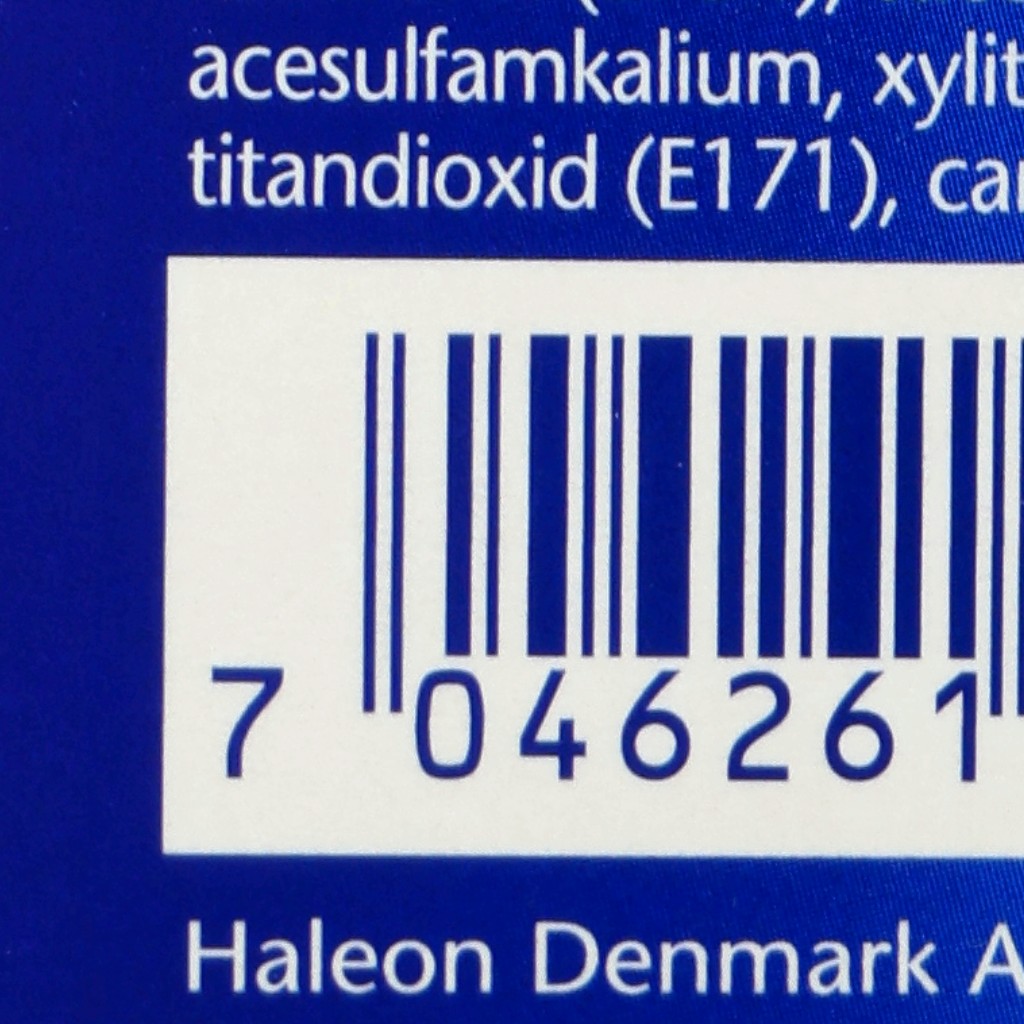 acesulfamkalium, xylit
titandioxid (E171), ca
7 046261
Haleon Denmark A